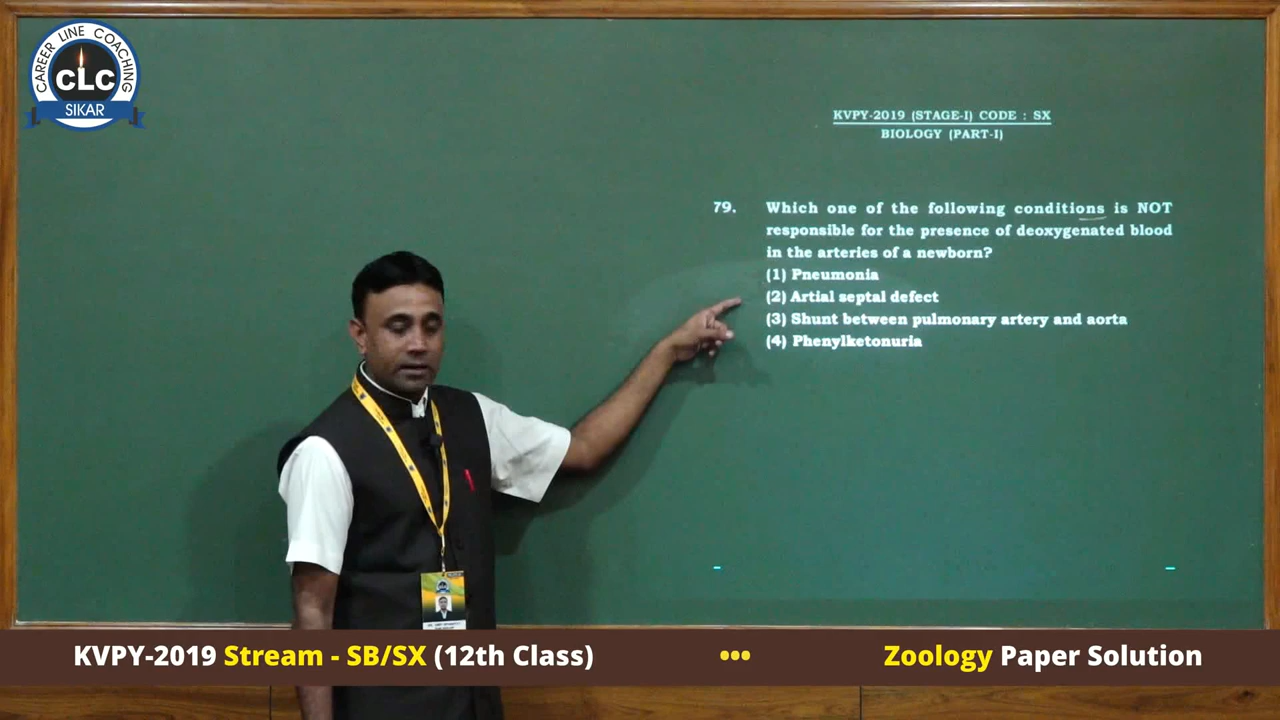 CAREER LINE COACHING
CLC
SIKAR
KVPY-2019 (STAGE-I) CODE : SX
BIOLOGY (PART-I)
79. Which one of the following conditions is NOT
responsible for the presence of deoxygenated blood
in the arteries of a newborn?
(1) Pneumonia
(2) Artial septal defect
(3) Shunt between pulmonary artery and aorta
(4) Phenylketonuria
KVPY-2019 Stream - SB/SX (12th Class) ••• Zoology Paper Solution